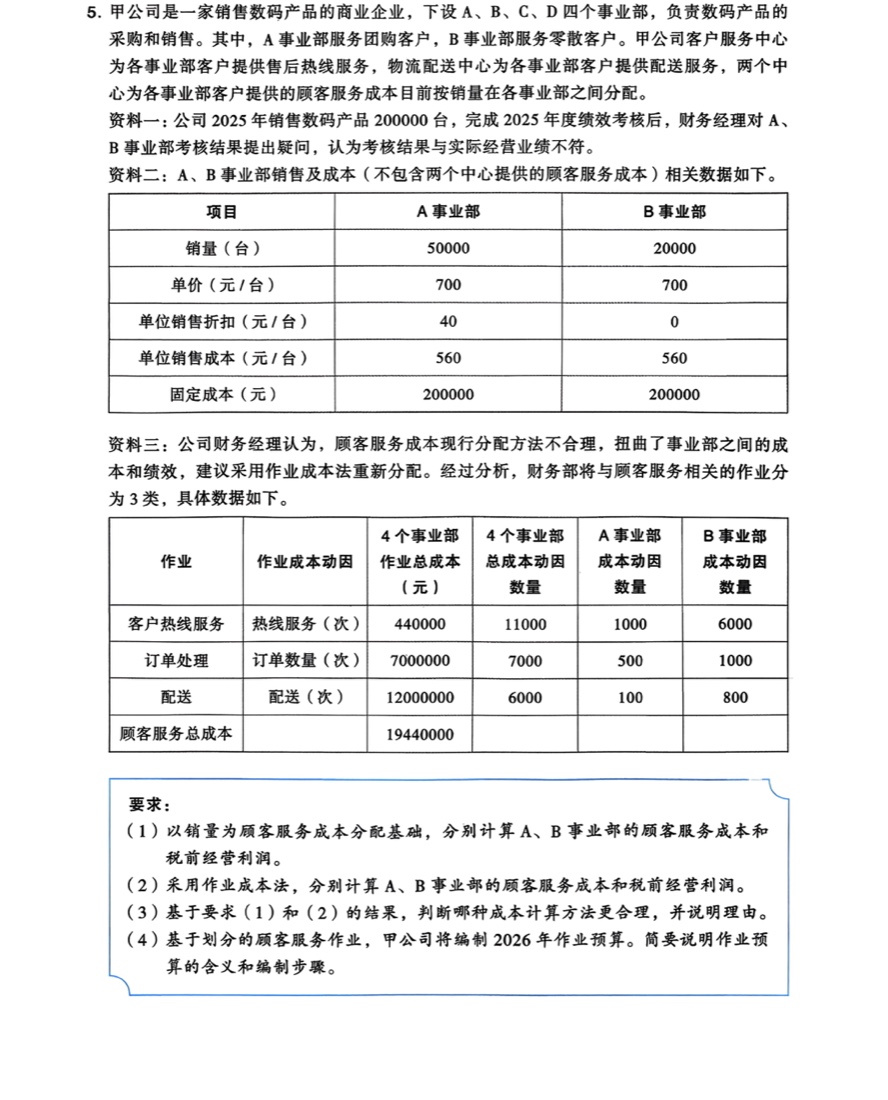 5. 甲公司是一家销售数码产品的商业企业，下设 A、B、C、D 四个事业部，负责数码产品的
采购和销售。其中，A 事业部服务团购客户，B 事业部服务零散客户。甲公司客户服务中心
为各事业部客户提供售后热线服务，物流配送中心为各事业部客户提供配送服务，两个中
心为各事业部客户提供的顾客服务成本目前按销量在各事业部之间分配。
资料一：公司 2025 年销售数码产品 200000 台，完成 2025 年度绩效考核后，财务经理对 A、
B 事业部考核结果提出疑问，认为考核结果与实际经营业绩不符。
资料二：A、B 事业部销售及成本（不包含两个中心提供的顾客服务成本）相关数据如下。
项目 A 事业部 B 事业部
销量（台） 50000 20000
单价（元 / 台） 700 700
单位销售折扣（元 / 台） 40 0
单位销售成本（元 / 台） 560 560
固定成本（元） 200000 200000
资料三：公司财务经理认为，顾客服务成本现行分配方法不合理，扭曲了事业部之间的成
本和绩效，建议采用作业成本法重新分配。经过分析，财务部将与顾客服务相关的作业分
为 3 类，具体数据如下。
4 个事业部 4 个事业部 A 事业部 B 事业部
作业 作业成本动因 作业总成本 总成本动因 成本动因 成本动因
（元） 数量 数量 数量
客户热线服务 热线服务（次） 440000 11000 1000 6000
订单处理 订单数量（次） 7000000 7000 500 1000
配送 配送（次） 12000000 6000 100 800
顾客服务总成本 19440000
要求：
（1）以销量为顾客服务成本分配基础，分别计算 A、B 事业部的顾客服务成本和
税前经营利润。
（2）采用作业成本法，分别计算 A、B 事业部的顾客服务成本和税前经营利润。
（3）基于要求（1）和（2）的结果，判断哪种成本计算方法更合理，并说明理由。
（4）基于划分的顾客服务作业，甲公司将编制 2026 年作业预算。简要说明作业预
算的含义和编制步骤。